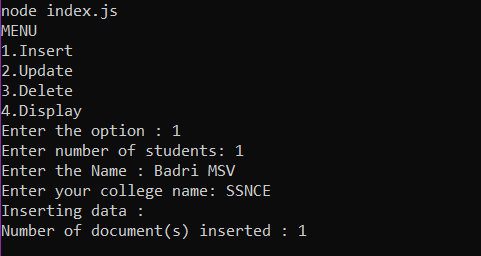 node index.js
MENU
1.Insert
2.Update
3.Delete
4.Display
Enter the option : 1
Enter number of students: 1
Enter the Name : Badri MSV
Enter your college name: SSNCE
Inserting data :
Number of document(s) inserted : 1